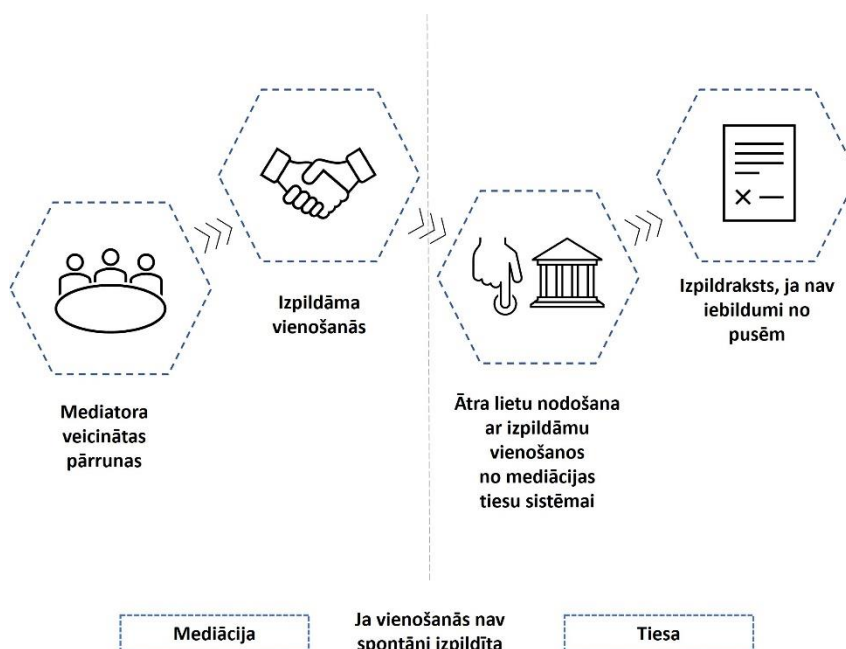 Mediatora
veicinātas
pārrunas
Izpildāma
vienošanās
Ātra lietu nodošana
ar izpildāmu
vienošanos
no mediācijas
tiesu sistēmai
Izpildraksts, ja nav
iebildumi no
pusēm
Mediācija
Ja vienošanās nav
spontāni izpildīta
Tiesa